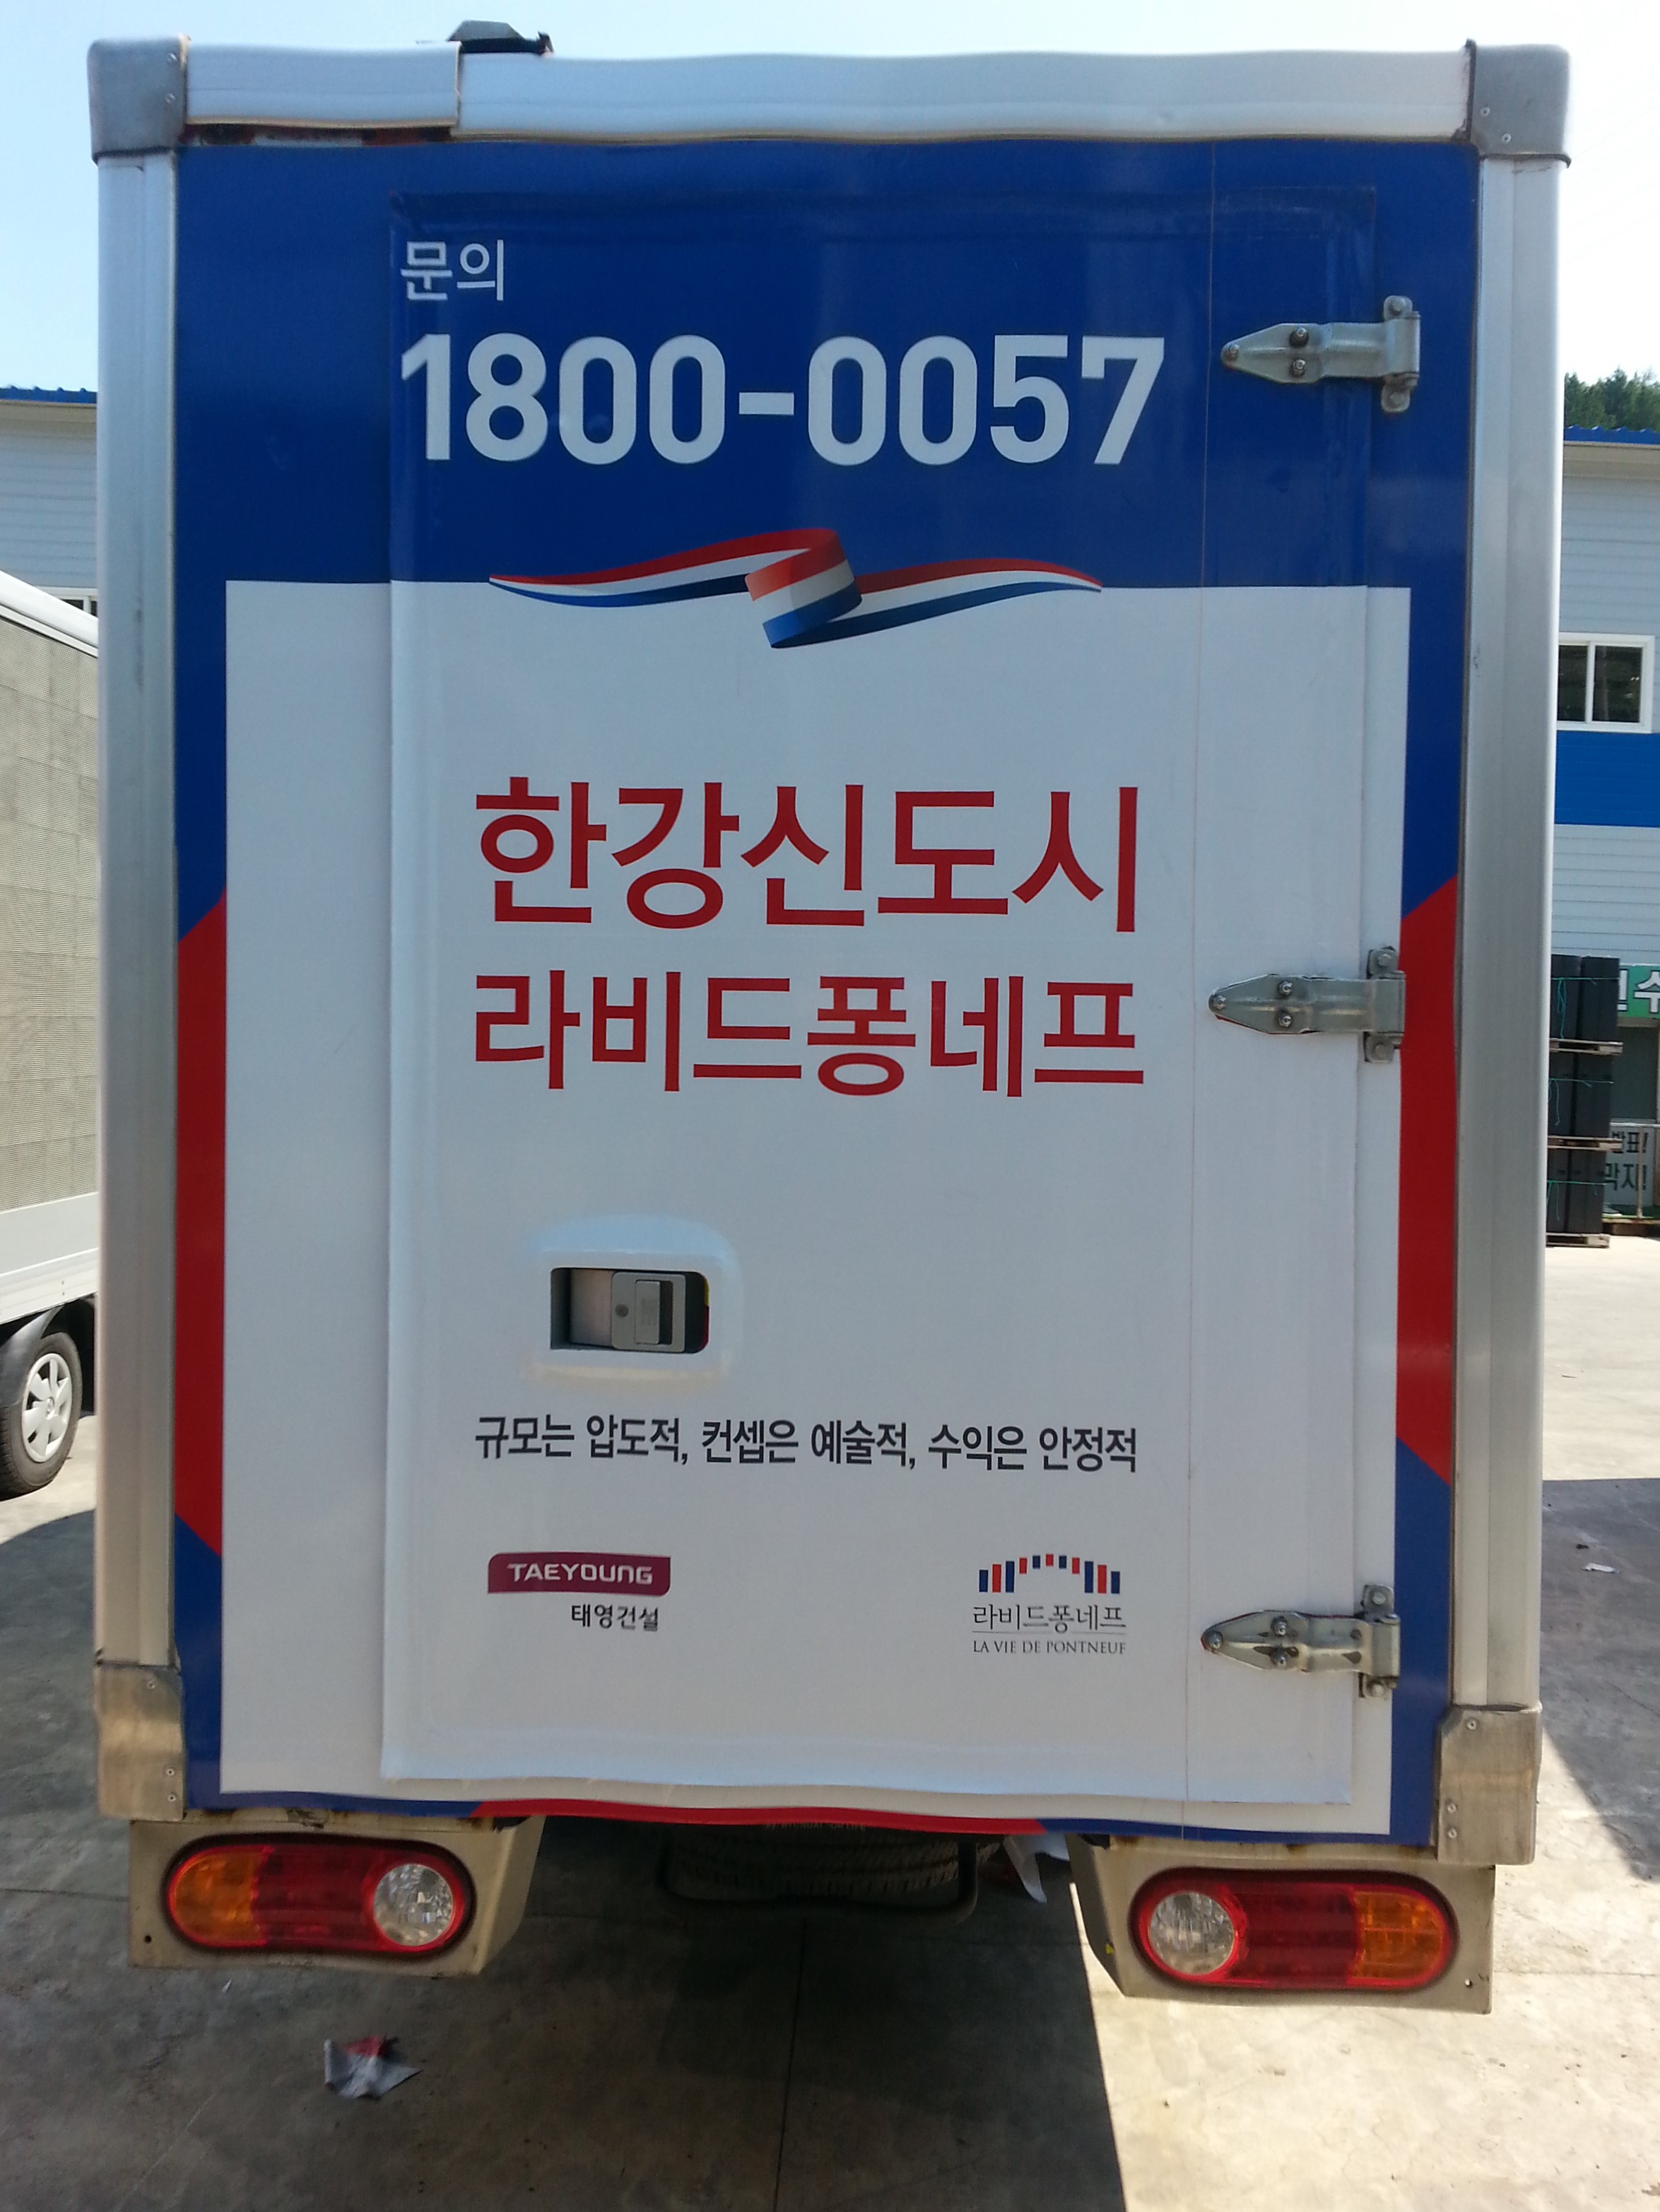 문의
1800-0057
한강신도시
라비드퐁네프
규모는 압도적, 컨셉은 예술적, 수익은 안정적
TAEYOUNG
태영건설
라비드퐁네프
LA VIE DE PONTNEUF